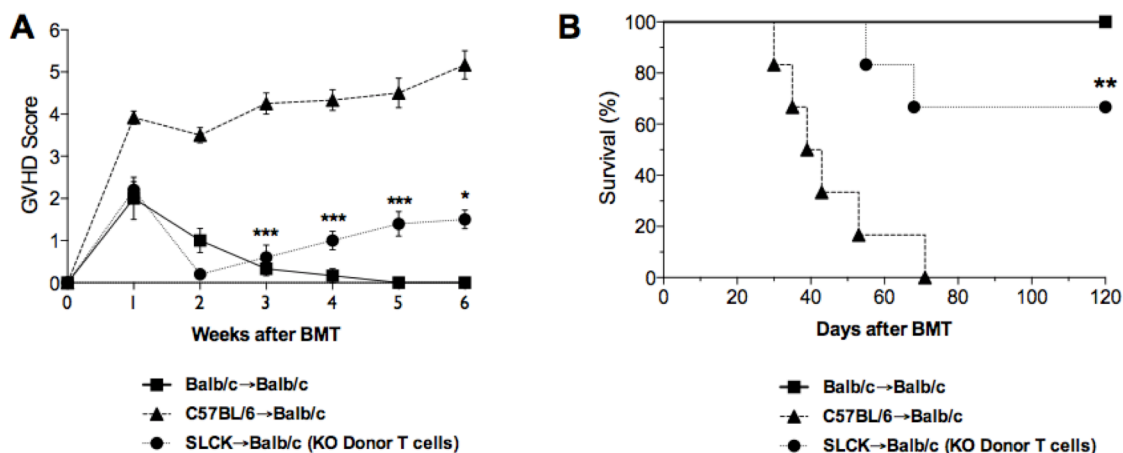 A
GVHD Score
6
5
4
3
2
1
0
***
***
***
*
0 1 2 3 4 5 6
Weeks after BMT
Balb/c→Balb/c
C57BL/6→Balb/c
SLCK→Balb/c (KO Donor T cells)
B
Survival (%)
100
80
60
40
20
0
**
0 20 40 60 80 100 120
Days after BMT
Balb/c→Balb/c
C57BL/6→Balb/c
SLCK→Balb/c (KO Donor T cells)